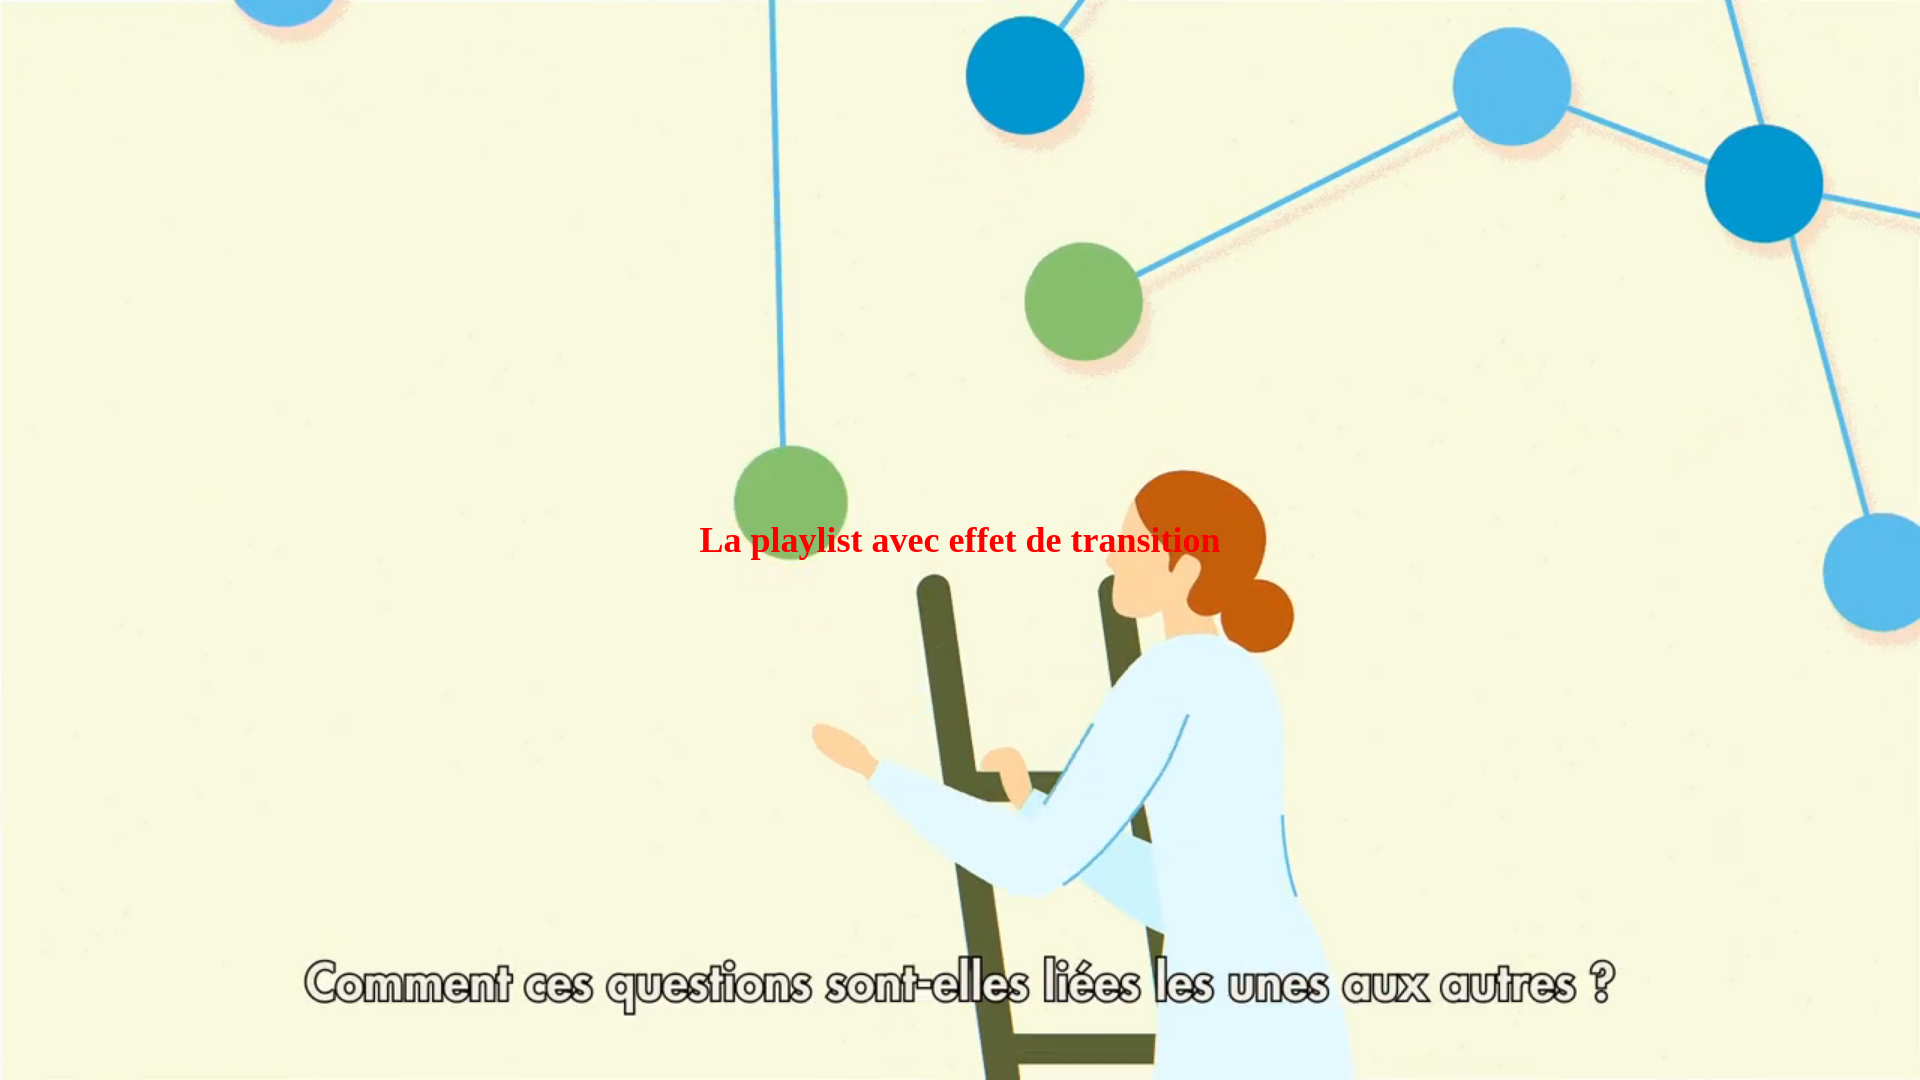 La playlist avec effet de transition
Comment ces questions sont-elles liées les unes aux autres ?